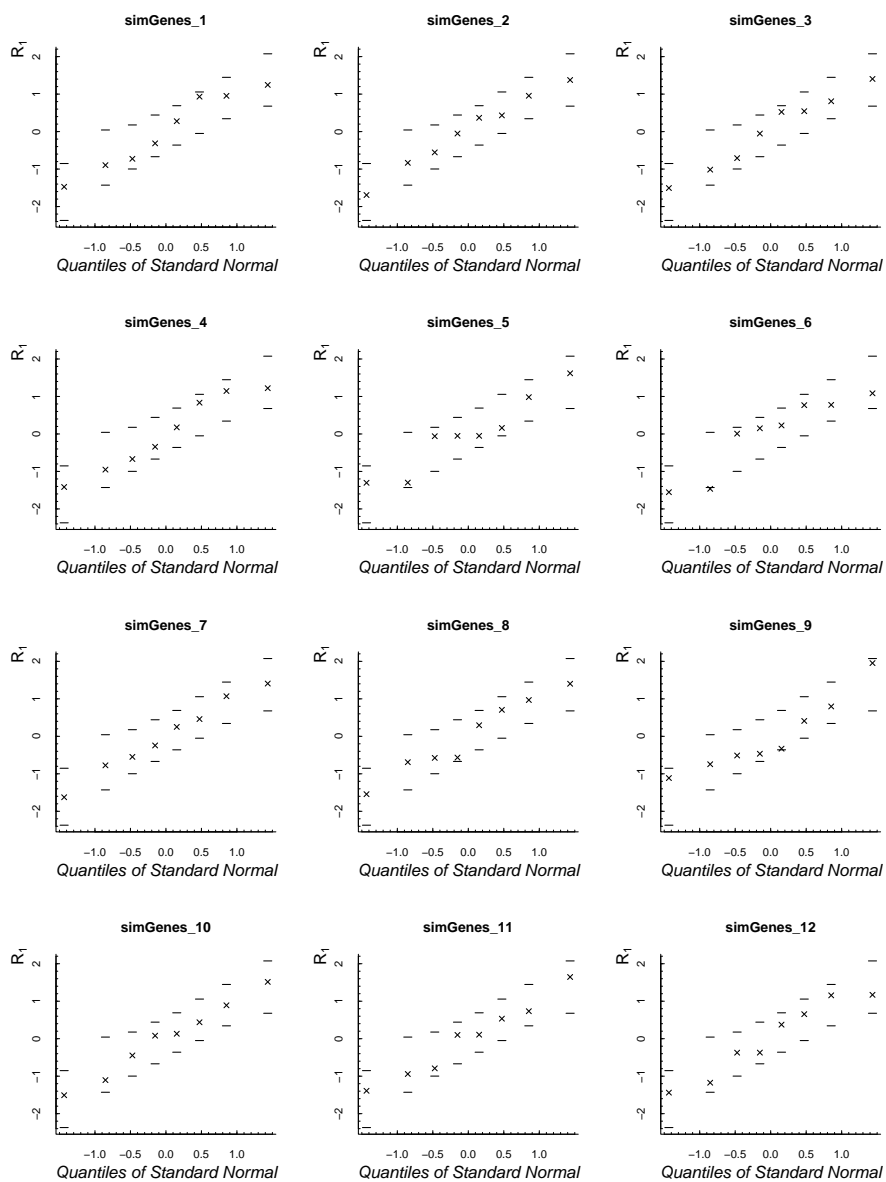 simGenes_1 simGenes_2 simGenes_3
R1 R1 R1
2 2 2
1 1 1
0 0 0
−1 −1 −1
−2 −2 −2
−1.0 −0.5 0.0 0.5 1.0 −1.0 −0.5 0.0 0.5 1.0 −1.0 −0.5 0.0 0.5 1.0
Quantiles of Standard Normal Quantiles of Standard Normal Quantiles of Standard Normal
simGenes_4 simGenes_5 simGenes_6
R1 R1 R1
2 2 2
1 1 1
0 0 0
−1 −1 −1
−2 −2 −2
−1.0 −0.5 0.0 0.5 1.0 −1.0 −0.5 0.0 0.5 1.0 −1.0 −0.5 0.0 0.5 1.0
Quantiles of Standard Normal Quantiles of Standard Normal Quantiles of Standard Normal
simGenes_7 simGenes_8 simGenes_9
R1 R1 R1
2 2 2
1 1 1
0 0 0
−1 −1 −1
−2 −2 −2
−1.0 −0.5 0.0 0.5 1.0 −1.0 −0.5 0.0 0.5 1.0 −1.0 −0.5 0.0 0.5 1.0
Quantiles of Standard Normal Quantiles of Standard Normal Quantiles of Standard Normal
simGenes_10 simGenes_11 simGenes_12
R1 R1 R1
2 2 2
1 1 1
0 0 0
−1 −1 −1
−2 −2 −2
−1.0 −0.5 0.0 0.5 1.0 −1.0 −0.5 0.0 0.5 1.0 −1.0 −0.5 0.0 0.5 1.0
Quantiles of Standard Normal Quantiles of Standard Normal Quantiles of Standard Normal